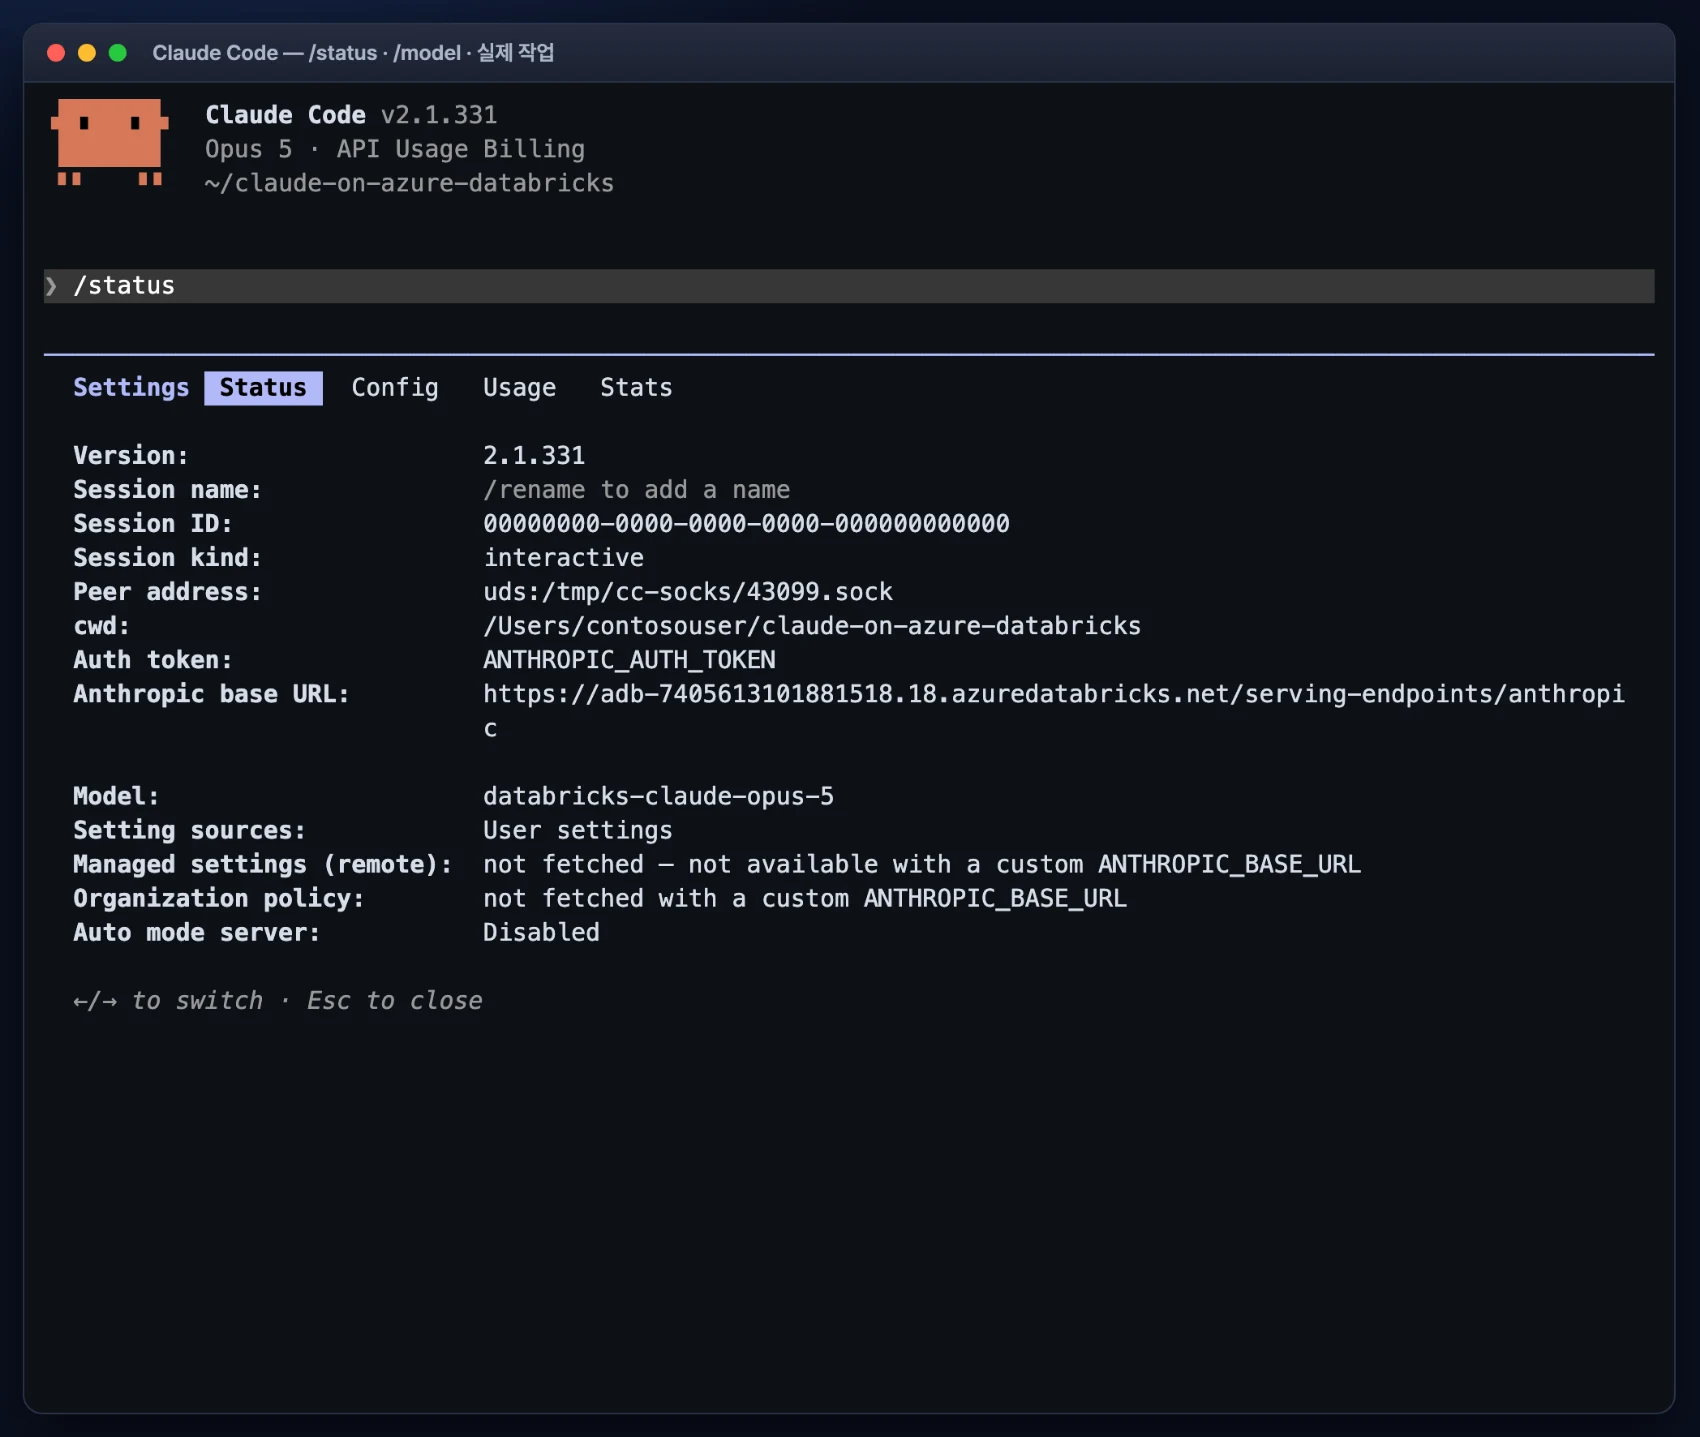 Claude Code — /status · /model · 실제 작업
Claude Code v2.1.331
Opus 5 · API Usage Billing
~/claude-on-azure-databricks
❯ /status
Settings Status Config Usage Stats
Version: 2.1.331
Session name: /rename to add a name
Session ID: 00000000-0000-0000-0000-000000000000
Session kind: interactive
Peer address: uds:/tmp/cc-socks/43099.sock
cwd: /Users/contosouser/claude-on-azure-databricks
Auth token: ANTHROPIC_AUTH_TOKEN
Anthropic base URL: https://adb-7405613101881518.18.azuredatabricks.net/serving-endpoints/anthropi
c
Model: databricks-claude-opus-5
Setting sources: User settings
Managed settings (remote): not fetched — not available with a custom ANTHROPIC_BASE_URL
Organization policy: not fetched with a custom ANTHROPIC_BASE_URL
Auto mode server: Disabled
←/→ to switch · Esc to close